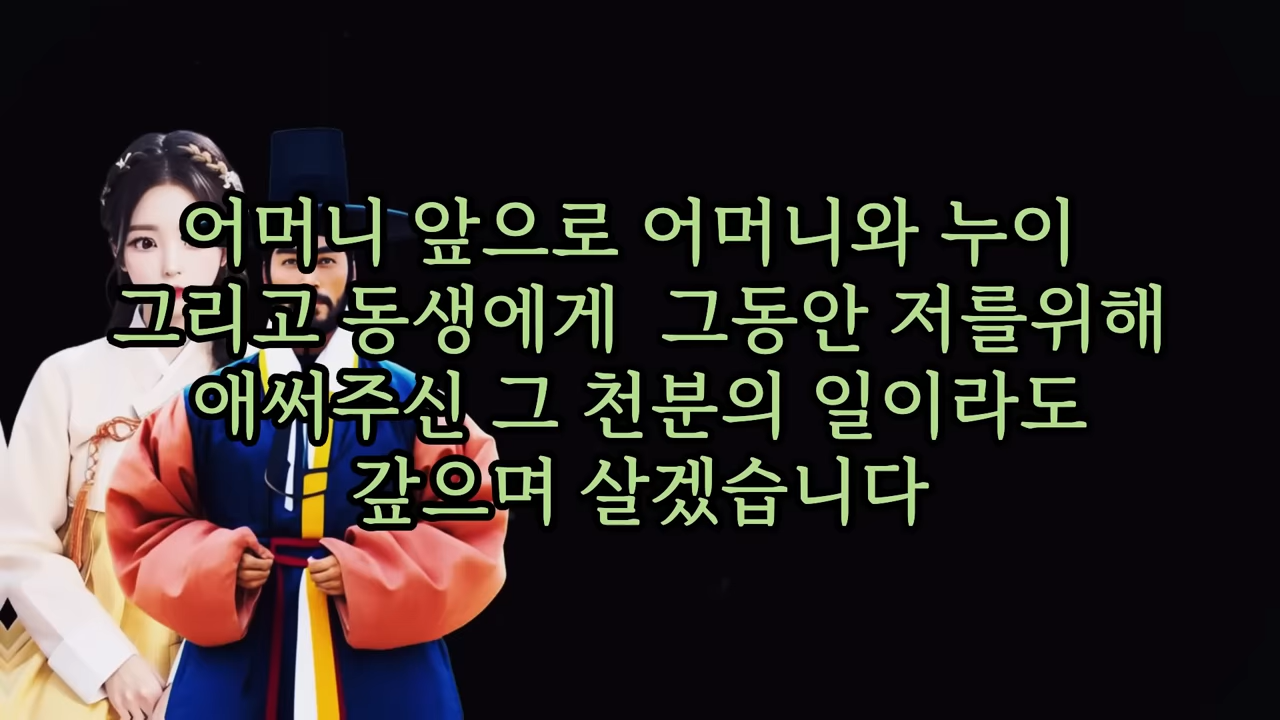 어머니 앞으로 어머니와 누이
그리고 동생에게 그동안 저를위해
애써주신 그 천분의 일이라도
갚으며 살겠습니다